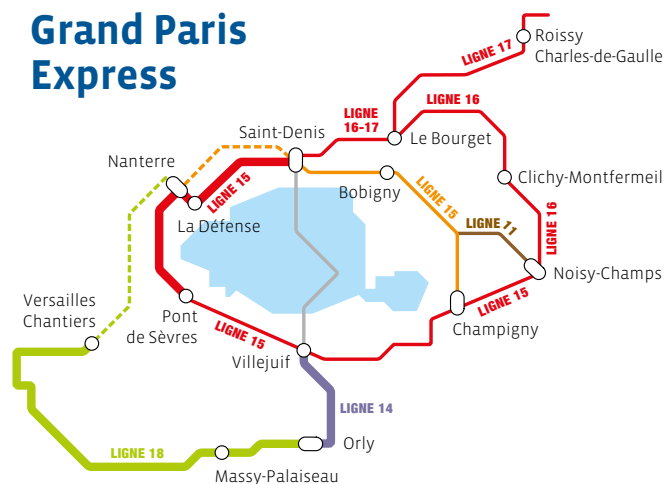 Grand Paris
Express
Roissy
Charles-de-Gaulle
LIGNE 17
LIGNE 16
LIGNE
16-17
Saint-Denis
Le Bourget
Nanterre
LIGNE 15
La Défense
Bobigny
Clichy-Montfermeil
LIGNE 15
LIGNE 11
LIGNE 16
Noisy-Champs
Versailles
Chantiers
Pont
de Sèvres
LIGNE 15
LIGNE 15
Champigny
Villejuif
LIGNE 14
Orly
LIGNE 18
Massy-Palaiseau